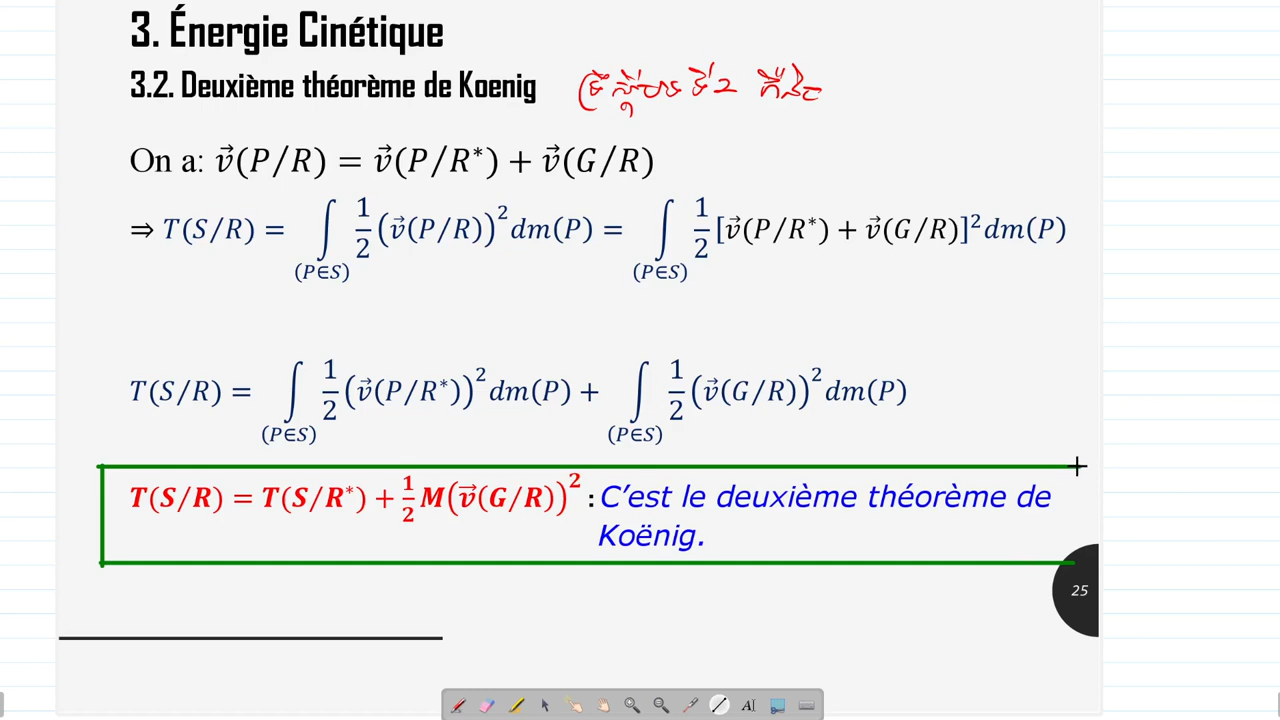 3. Énergie Cinétique
3.2. Deuxième théorème de Koenig
On a: v⃗(P/R) = v⃗(P/R*) + v⃗(G/R)
⇒ T(S/R) = ∫_(P∈S) 1/2 (v⃗(P/R))² dm(P) = ∫_(P∈S) 1/2 [v⃗(P/R*) + v⃗(G/R)]² dm(P)
T(S/R) = ∫_(P∈S) 1/2 (v⃗(P/R*))² dm(P) + ∫_(P∈S) 1/2 (v⃗(G/R))² dm(P)
T(S/R) = T(S/R*) + 1/2 M(v⃗(G/R))² : C’est le deuxième théorème de
Koënig.
25